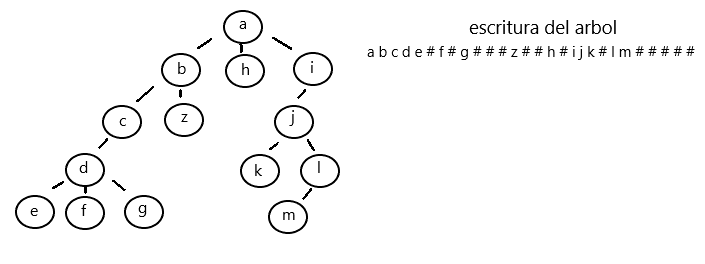 escritura del arbol
a b c d e # f # g # # # z # # h # i j k # l m # # # # #
a
b
h
i
c
z
j
d
k
l
e
f
g
m